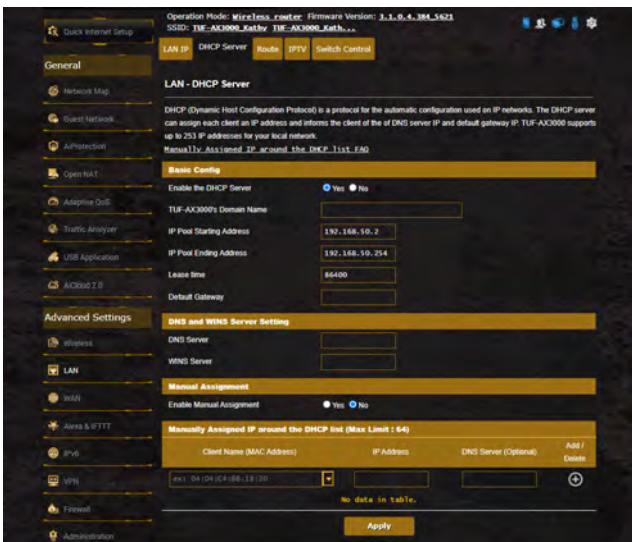 Operation Mode: Wireless router Firmware Version: 3.1.0.4.384_5621
SSID: TUF-AX3000_Kathy TUF-AX3000_Kath...
Quick Internet Setup
General
Network Map
Guest Network
AiProtection
Open NAT
Adaptive QoS
Traffic Analyzer
USB Application
AiCloud 2.0
Advanced Settings
Wireless
LAN
WAN
Alexa & IFTTT
IPv6
VPN
Firewall
Administration
LAN IP DHCP Server Route IPTV Switch Control
LAN - DHCP Server
DHCP (Dynamic Host Configuration Protocol) is a protocol for the automatic configuration used on IP networks. The DHCP server
can assign each client an IP address and informs the client of the of DNS server IP and default gateway IP. TUF-AX3000 supports
up to 253 IP addresses for your local network.
Manually Assigned IP around the DHCP list FAQ
Basic Config
Enable the DHCP Server Yes No
TUF-AX3000's Domain Name
IP Pool Starting Address 192.168.50.2
IP Pool Ending Address 192.168.50.254
Lease time 86400
Default Gateway
DNS and WINS Server Setting
DNS Server
WINS Server
Manual Assignment
Enable Manual Assignment Yes No
Manually Assigned IP around the DHCP list (Max Limit : 64)
Client Name (MAC Address) IP Address DNS Server (Optional) Add / Delete
No data in table.
Apply